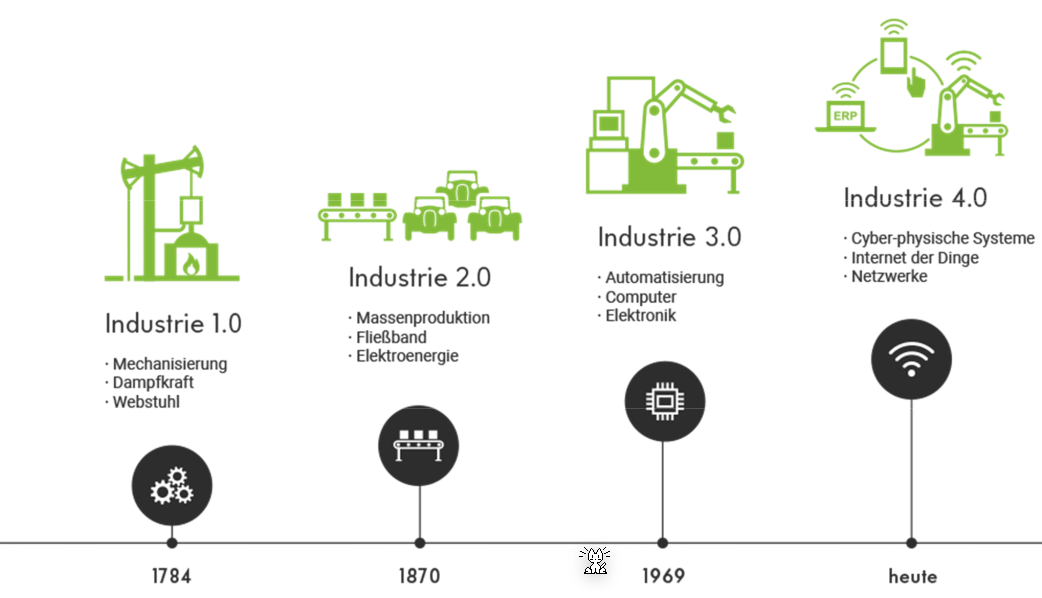 Industrie 1.0
· Mechanisierung
· Dampfkraft
· Webstuhl
1784
Industrie 2.0
· Massenproduktion
· Fließband
· Elektroenergie
1870
Industrie 3.0
· Automatisierung
· Computer
· Elektronik
1969
ERP
Industrie 4.0
· Cyber-physische Systeme
· Internet der Dinge
· Netzwerke
heute